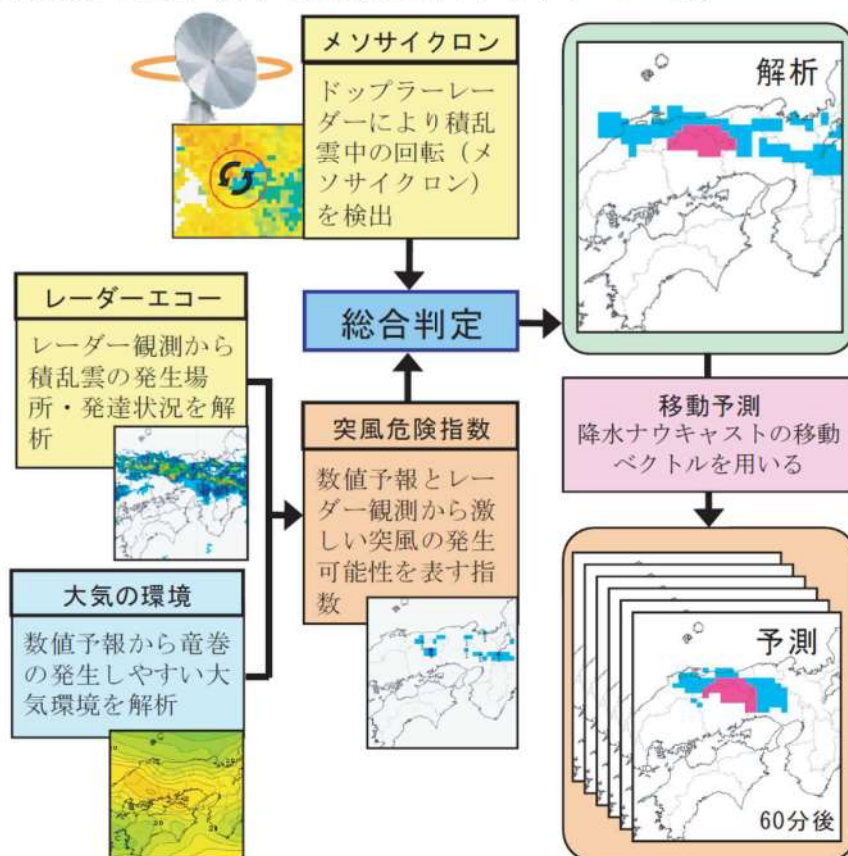 メソサイクロン
ドップラーレー
ダーにより積乱
雲中の回転（メ
ソサイクロン）
を検出
レーダーエコー
レーダー観測から
積乱雲の発生場
所・発達状況を解
析
大気の環境
数値予報から竜巻
の発生しやすい大
気環境を解析
総合判定
突風危険指数
数値予報とレー
ダー観測から激
しい突風の発生
可能性を表す指
数
解析
移動予測
降水ナウキャストの移動
ベクトルを用いる
予測
60分後